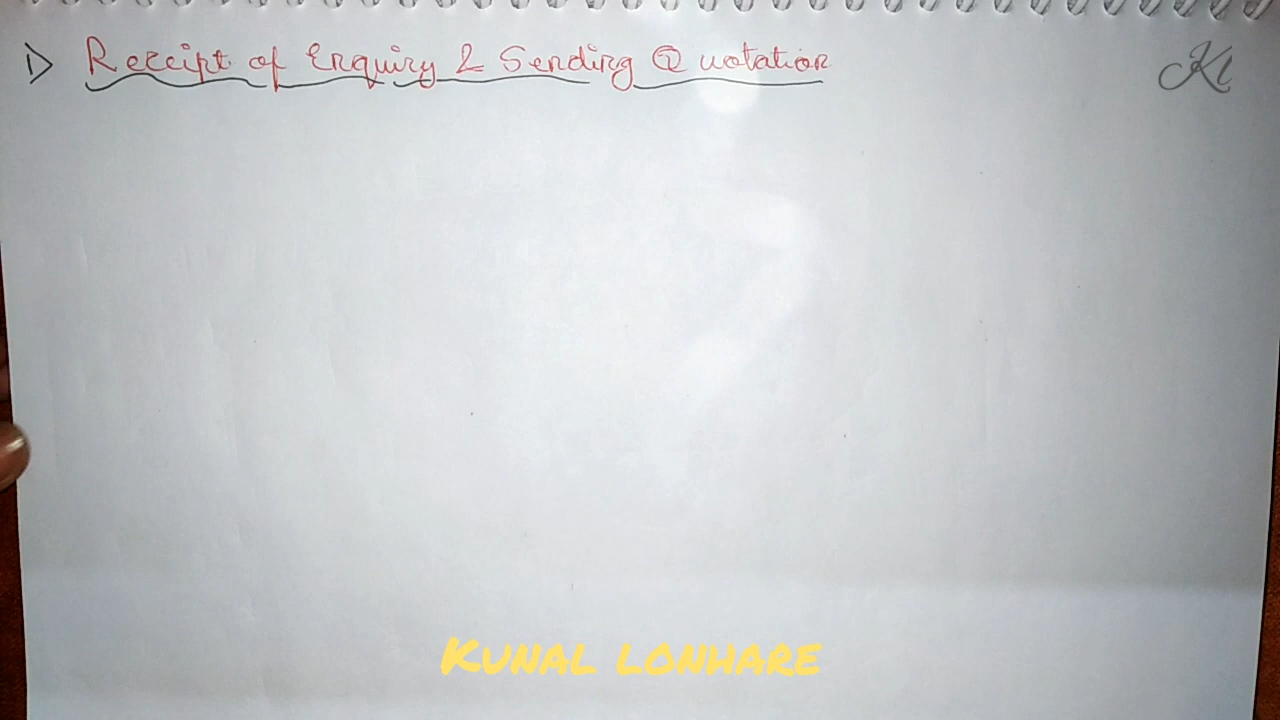 1) Receipt of Enquiry & Sending Quotation
Kl
Kunal lonhare